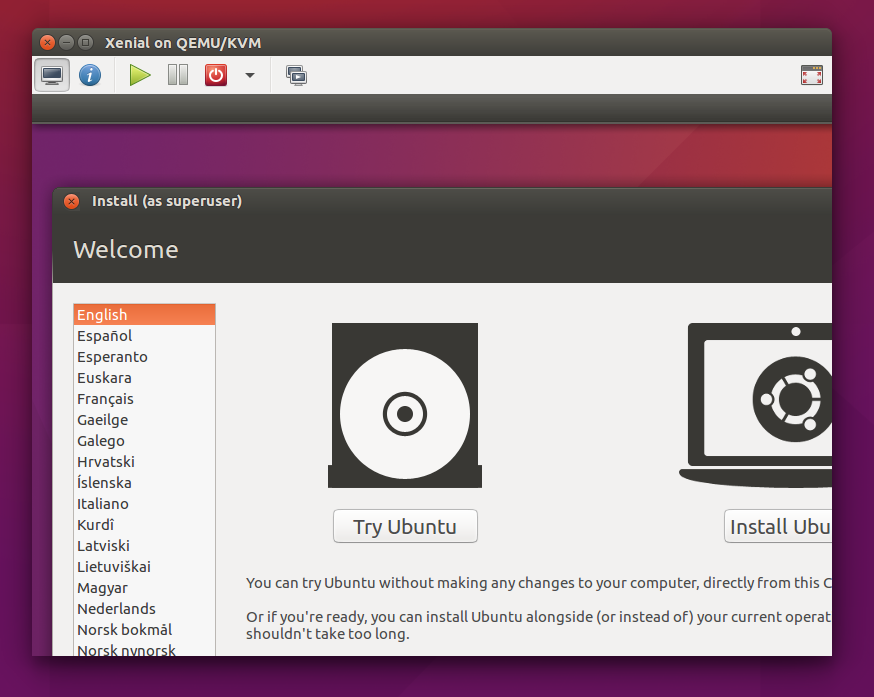 Xenial on QEMU/KVM
Install (as superuser)
Welcome
English
Español
Esperanto
Euskara
Français
Gaeilge
Galego
Hrvatski
Íslenska
Italiano
Kurdî
Latviski
Lietuviškai
Magyar
Nederlands
Norsk bokmål
Norsk nynorsk
Try Ubuntu
Install Ubu
You can try Ubuntu without making any changes to your computer, directly from this C
Or if you're ready, you can install Ubuntu alongside (or instead of) your current operat
shouldn't take too long.